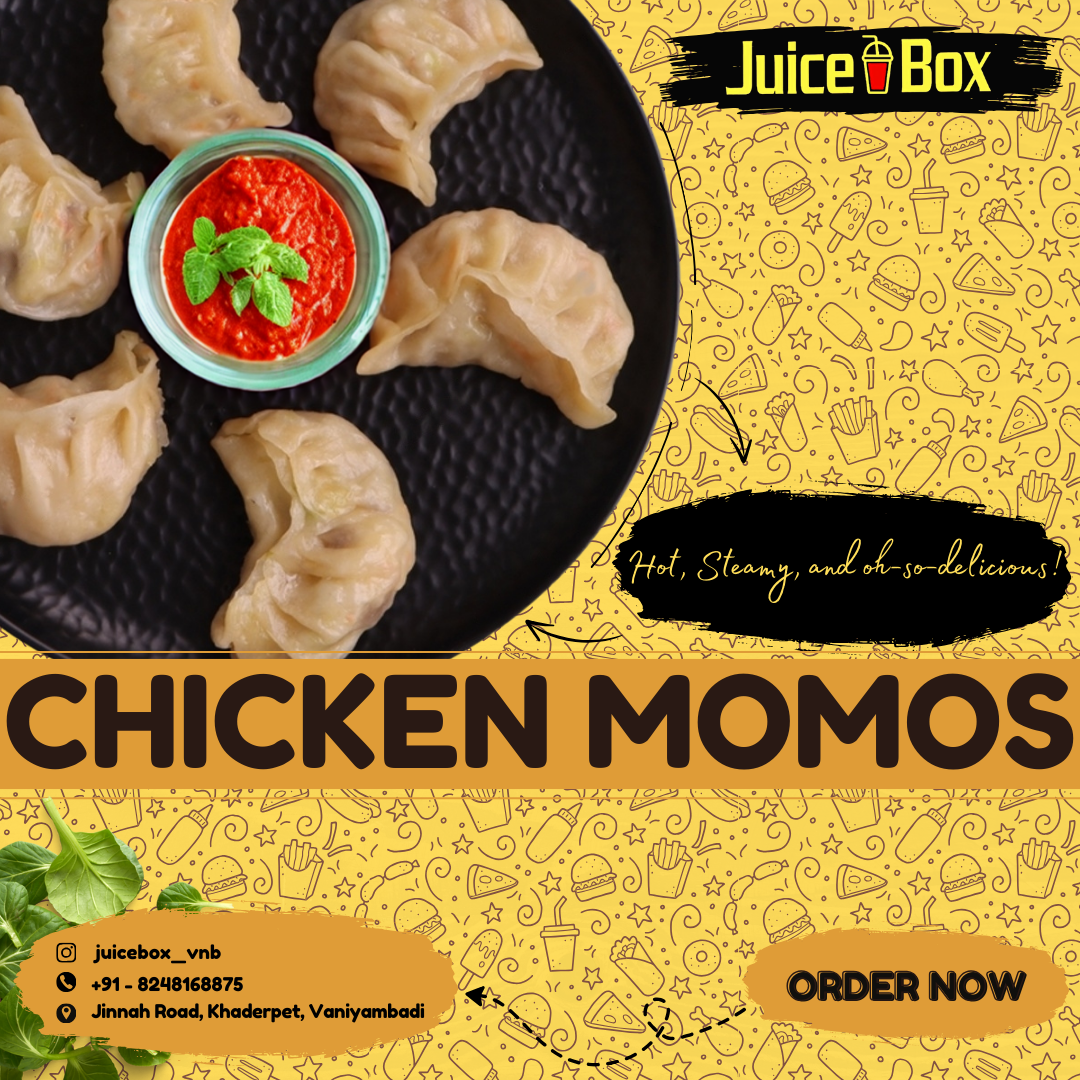 Juice Box
Hot, Steamy, and oh-so-delicious!
CHICKEN MOMOS
juicebox_vnb
+91 - 8248168875
Jinnah Road, Khaderpet, Vaniyambadi
ORDER NOW